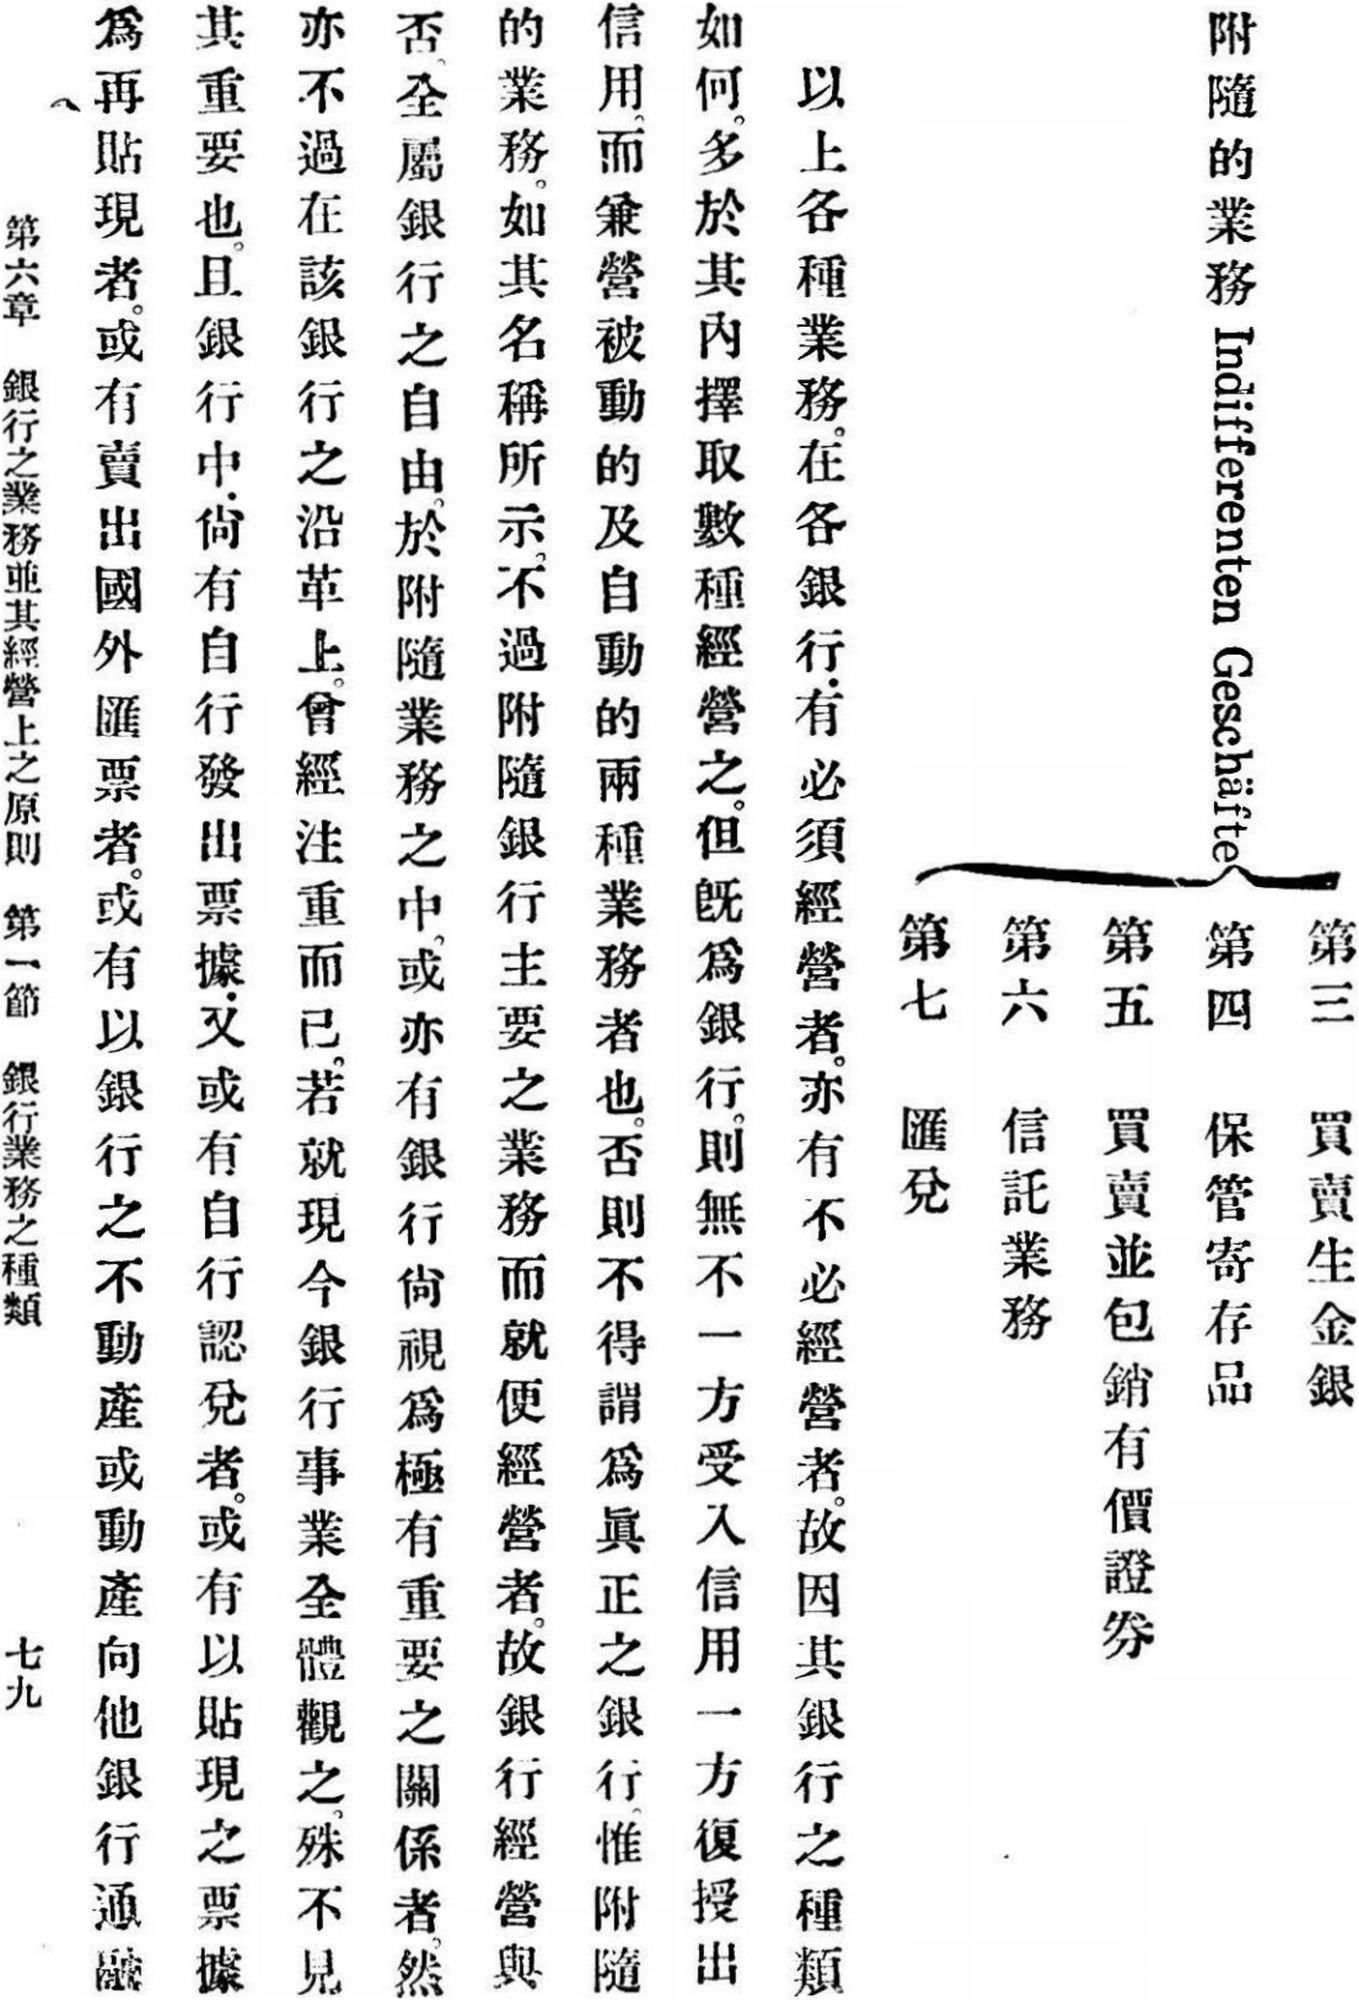 第三　買賣生金銀
附隨的業務 Indifferenten Geschäfte
第四　保管寄存品
第五　買賣並包銷有價證券
第六　信託業務
第七　匯兌
以上各種業務。在各銀行．有必須經營者。亦有不必經營者。故因其銀行之種類
如何。多於其內擇取數種經營之。但既爲銀行。則無不一方受入信用一方復授出
信用。而兼營被動的及自動的兩種業務者也。否則不得謂爲眞正之銀行。惟附隨
的業務。如其名稱所示。不過附隨銀行主要之業務而就便經營者。故銀行經營與
否。全屬銀行之自由。於附隨業務之中。或亦有銀行尙視爲極有重要之關係者。然
亦不過在該銀行之沿革上。曾經注重而已。若就現今銀行事業全體觀之。殊不見
其重要也。且銀行中．尙有自行發出票據．又或有自行認兌者。或有以貼現之票據
爲再貼現者。或有賣出國外匯票者。或有以銀行之不動產或動產向他銀行通融
第六章　銀行之業務並其經營上之原則　第一節　銀行業務之種類　七九